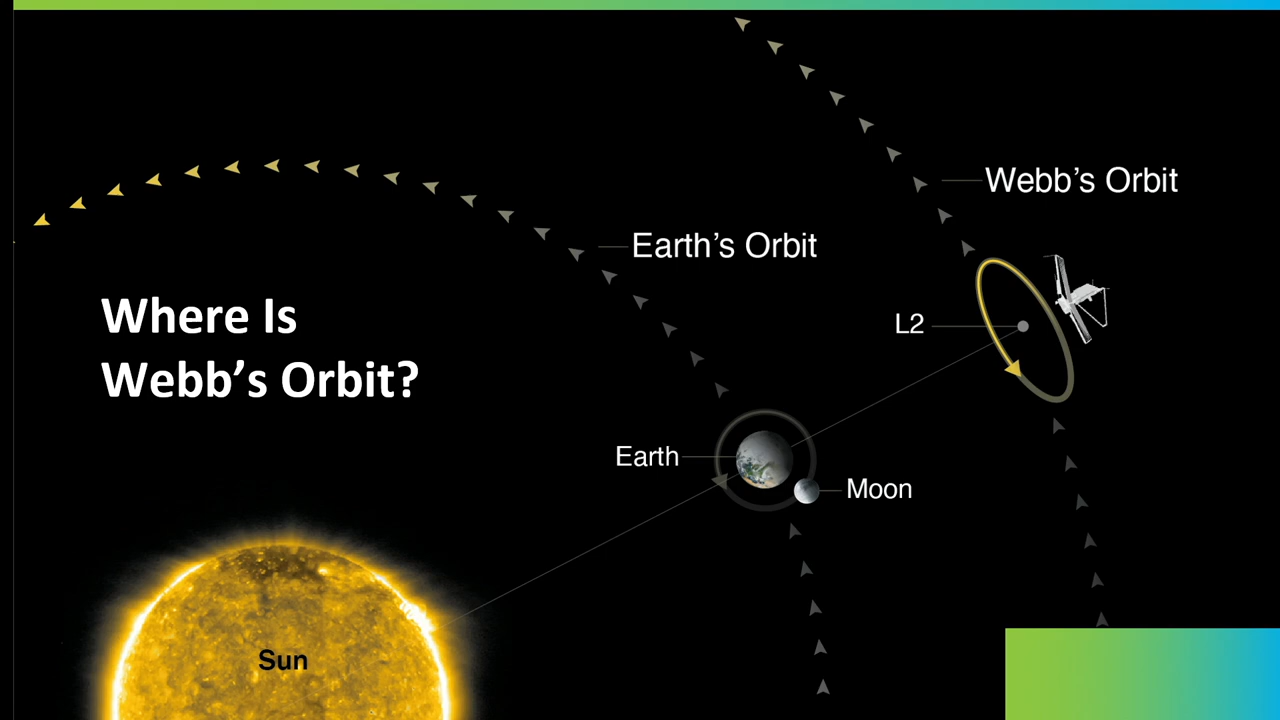 Webb’s Orbit
Earth’s Orbit
Where Is
Webb’s Orbit?
L2
Earth
Moon
Sun